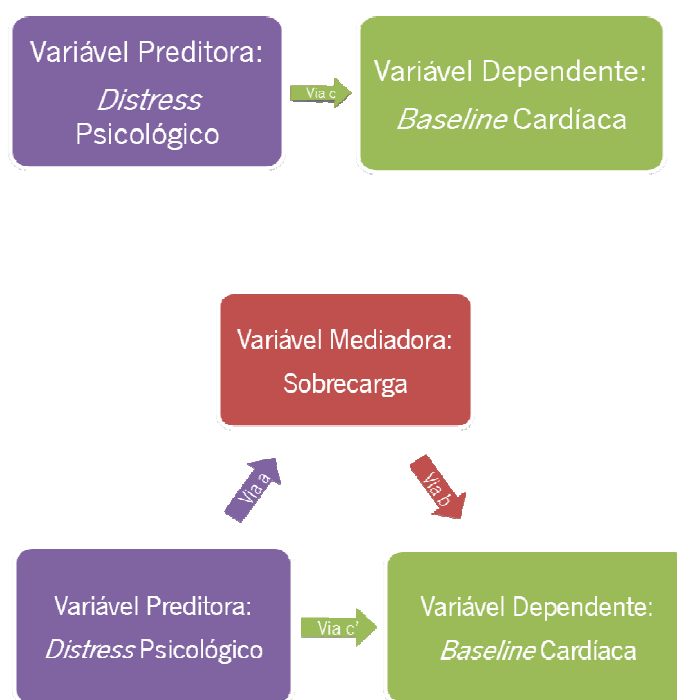 Variável Preditora:
Distress
Psicológico
Via c
Variável Dependente:
Baseline Cardíaca
Variável Mediadora:
Sobrecarga
Via a
Via b
Variável Preditora:
Distress Psicológico
Via c'
Variável Dependente:
Baseline Cardíaca